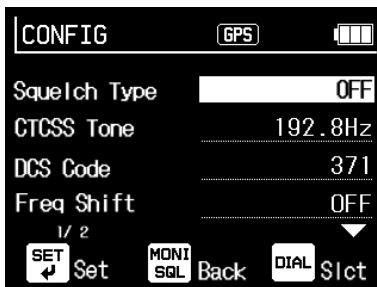 CONFIG GPS
Squelch Type OFF
CTCSS Tone 192.8Hz
DCS Code 371
Freq Shift OFF
1/ 2
SET Set MONI SQL Back DIAL Slct